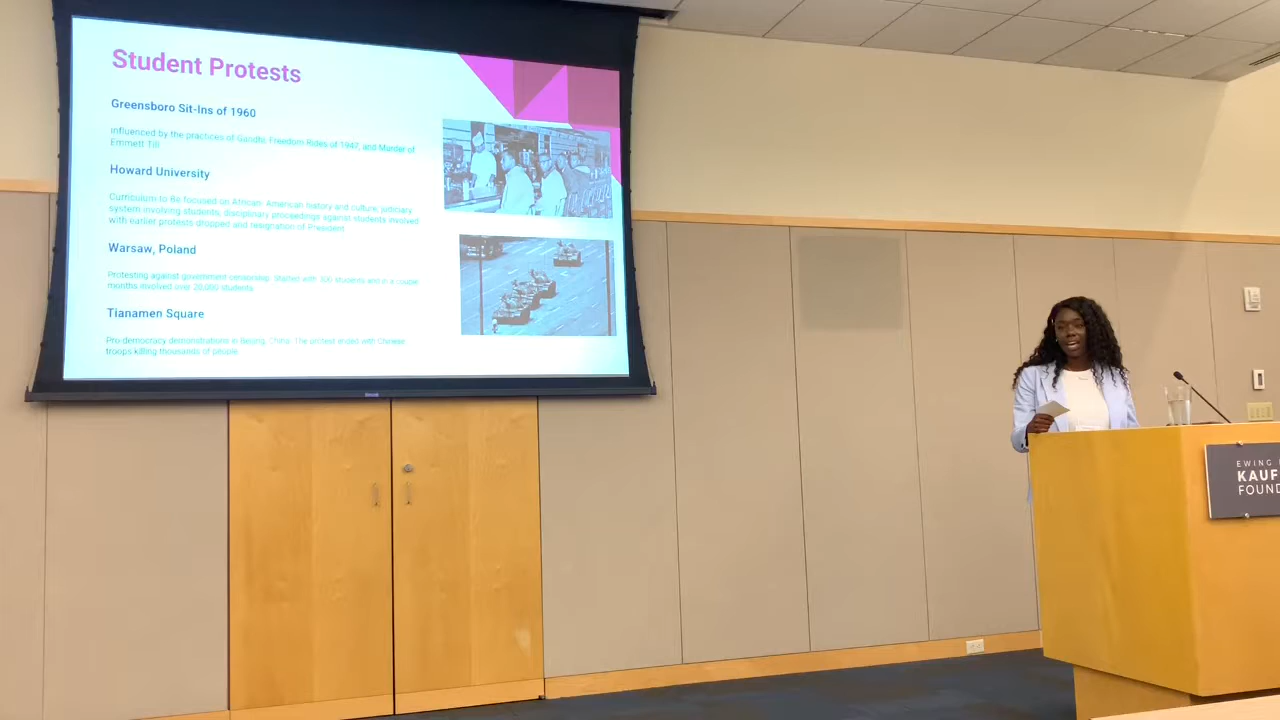 Student Protests
Greensboro Sit-Ins of 1960
influenced by the practices of Gandhi, Freedom Rides of 1947, and Murder of
Emmett Till
Howard University
Curriculum to Be focused on African- American history and culture, judiciary
system involving students, disciplinary proceedings against students involved
with earlier protests dropped and resignation of President
Warsaw, Poland
Protesting against government censorship. Started with 300 students and in a couple
months involved over 20,000 students.
Tianamen Square
Pro-democracy demonstrations in Beijing, China. The protest ended with Chinese
troops killing thousands of people.
EWING
KAUF
FOUND